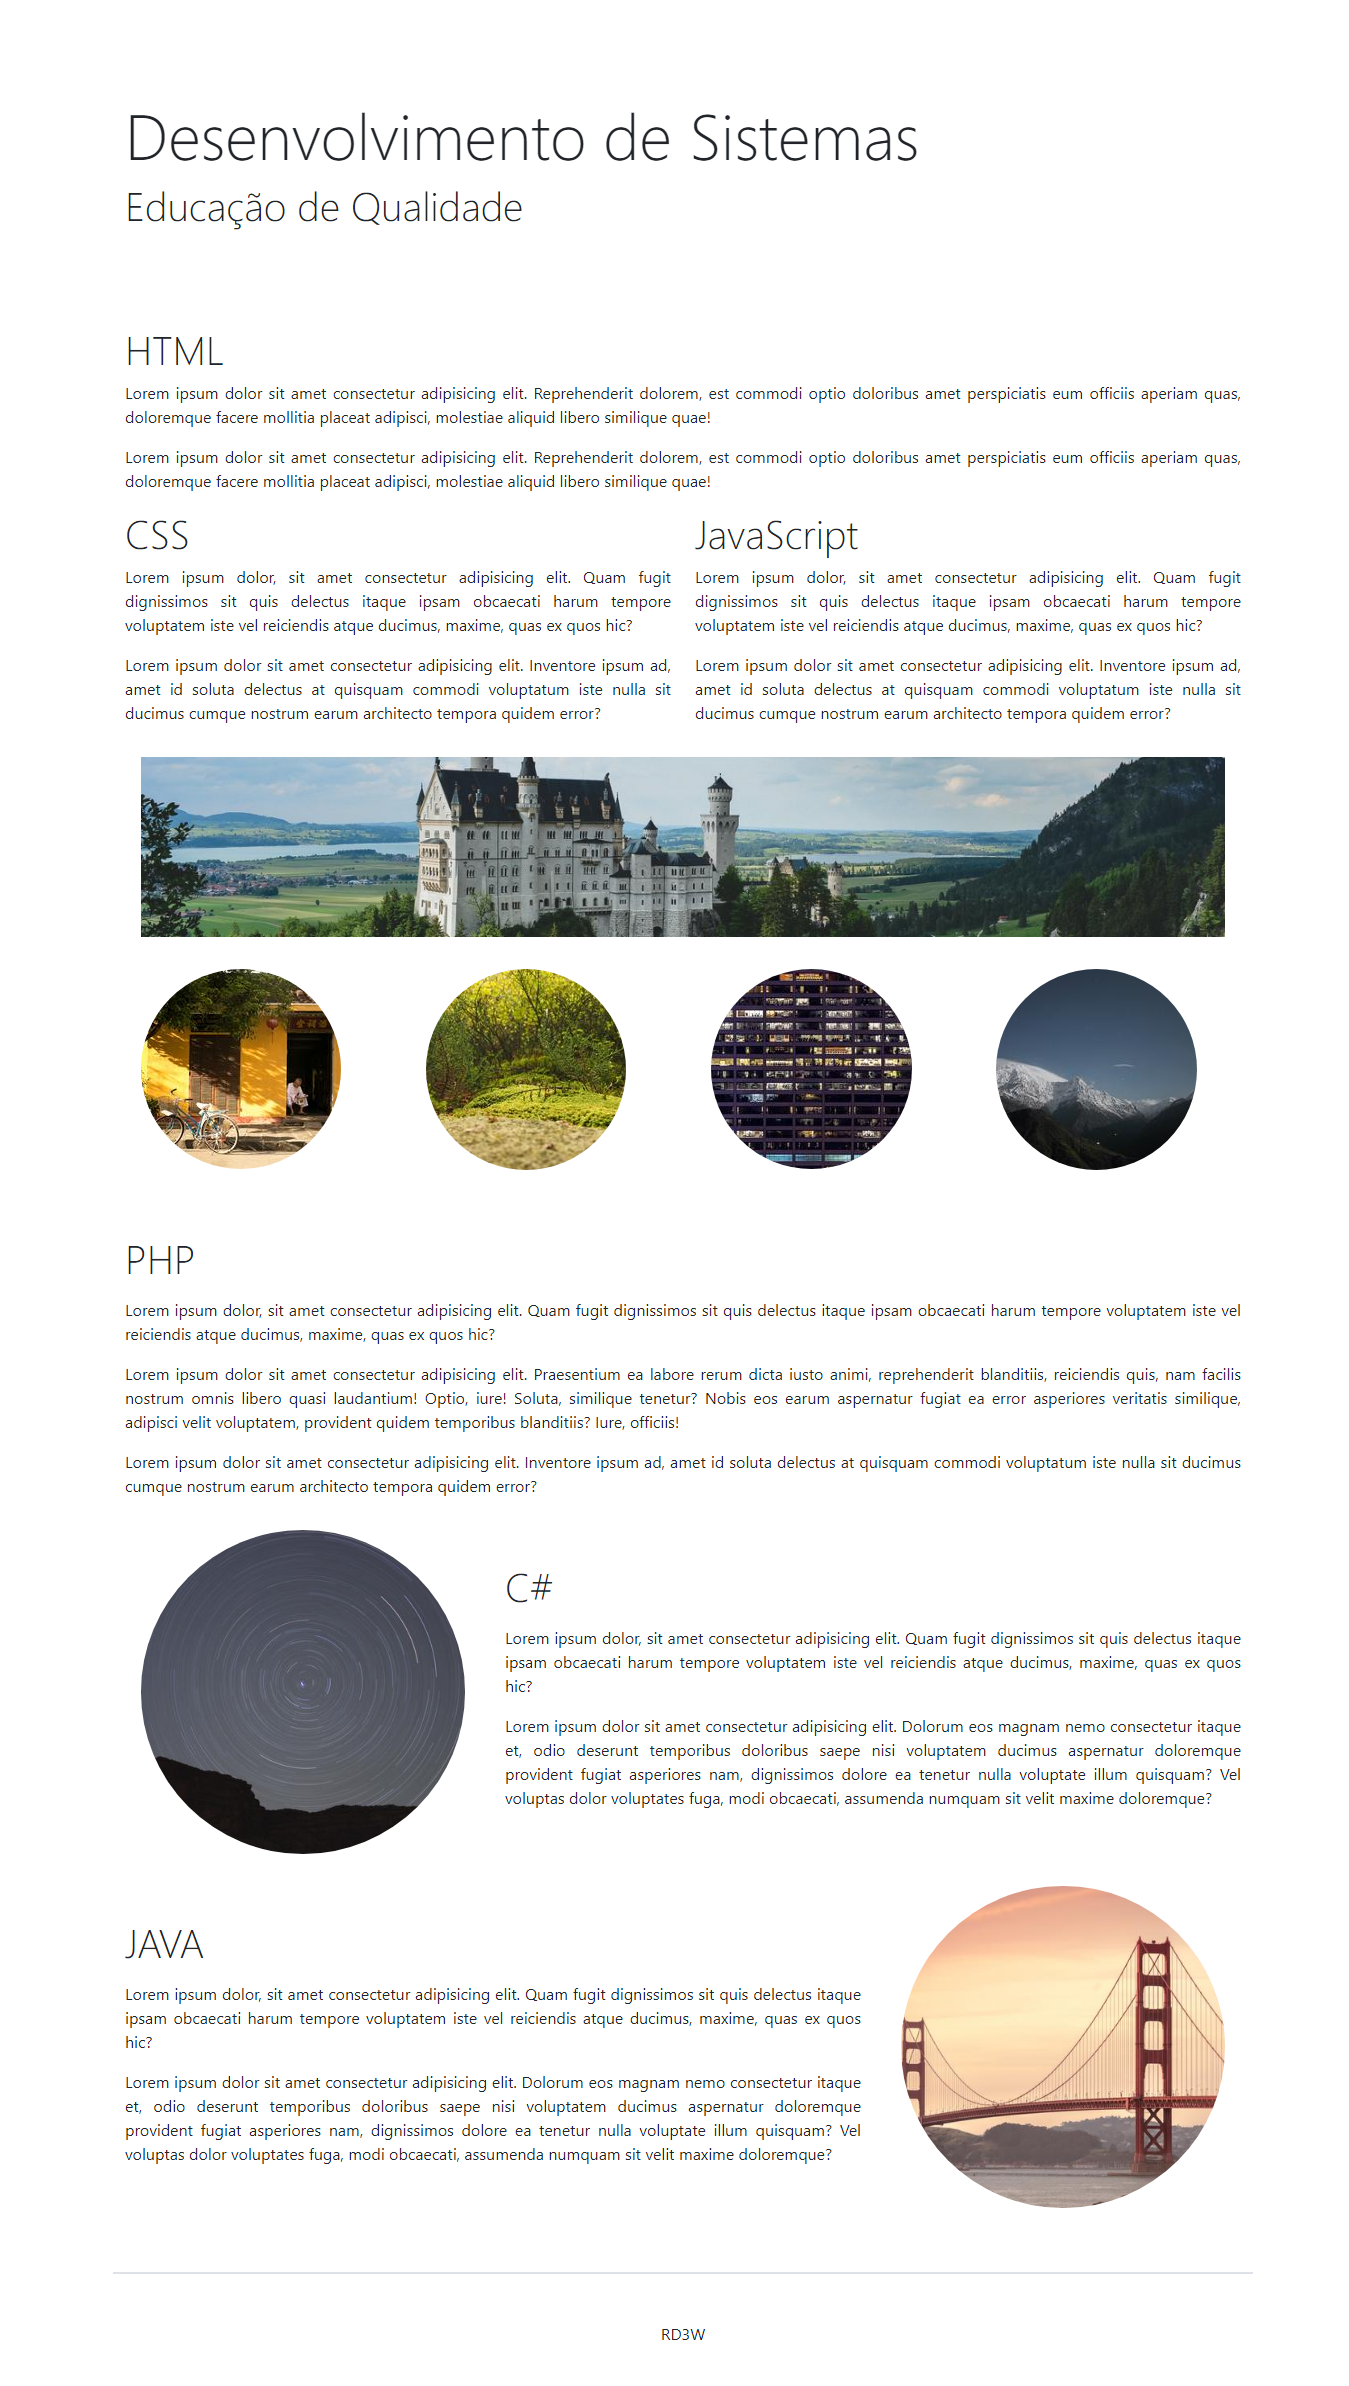 Desenvolvimento de Sistemas
Educação de Qualidade
HTML
Lorem ipsum dolor sit amet consectetur adipisicing elit. Reprehenderit dolorem, est commodi optio doloribus amet perspiciatis eum officiis aperiam quas,
doloremque facere mollitia placeat adipisci, molestiae aliquid libero similique quae!
Lorem ipsum dolor sit amet consectetur adipisicing elit. Reprehenderit dolorem, est commodi optio doloribus amet perspiciatis eum officiis aperiam quas,
doloremque facere mollitia placeat adipisci, molestiae aliquid libero similique quae!
CSS
Lorem ipsum dolor, sit amet consectetur adipisicing elit. Quam fugit
dignissimos sit quis delectus itaque ipsam obcaecati harum tempore
voluptatem iste vel reiciendis atque ducimus, maxime, quas ex quos hic?
Lorem ipsum dolor sit amet consectetur adipisicing elit. Inventore ipsum ad,
amet id soluta delectus at quisquam commodi voluptatum iste nulla sit
ducimus cumque nostrum earum architecto tempora quidem error?
JavaScript
Lorem ipsum dolor, sit amet consectetur adipisicing elit. Quam fugit
dignissimos sit quis delectus itaque ipsam obcaecati harum tempore
voluptatem iste vel reiciendis atque ducimus, maxime, quas ex quos hic?
Lorem ipsum dolor sit amet consectetur adipisicing elit. Inventore ipsum ad,
amet id soluta delectus at quisquam commodi voluptatum iste nulla sit
ducimus cumque nostrum earum architecto tempora quidem error?
PHP
Lorem ipsum dolor, sit amet consectetur adipisicing elit. Quam fugit dignissimos sit quis delectus itaque ipsam obcaecati harum tempore voluptatem iste vel
reiciendis atque ducimus, maxime, quas ex quos hic?
Lorem ipsum dolor sit amet consectetur adipisicing elit. Praesentium ea labore rerum dicta iusto animi, reprehenderit blanditiis, reiciendis quis, nam facilis
nostrum omnis libero quasi laudantium! Optio, iure! Soluta, similique tenetur? Nobis eos earum aspernatur fugiat ea error asperiores veritatis similique,
adipisci velit voluptatem, provident quidem temporibus blanditiis? Iure, officiis!
Lorem ipsum dolor sit amet consectetur adipisicing elit. Inventore ipsum ad, amet id soluta delectus at quisquam commodi voluptatum iste nulla sit ducimus
cumque nostrum earum architecto tempora quidem error?
C#
Lorem ipsum dolor, sit amet consectetur adipisicing elit. Quam fugit dignissimos sit quis delectus itaque
ipsam obcaecati harum tempore voluptatem iste vel reiciendis atque ducimus, maxime, quas ex quos
hic?
Lorem ipsum dolor sit amet consectetur adipisicing elit. Dolorum eos magnam nemo consectetur itaque
et, odio deserunt temporibus doloribus saepe nisi voluptatem ducimus aspernatur doloremque
provident fugiat asperiores nam, dignissimos dolore ea tenetur nulla voluptate illum quisquam? Vel
voluptas dolor voluptates fuga, modi obcaecati, assumenda numquam sit velit maxime doloremque?
JAVA
Lorem ipsum dolor, sit amet consectetur adipisicing elit. Quam fugit dignissimos sit quis delectus itaque
ipsam obcaecati harum tempore voluptatem iste vel reiciendis atque ducimus, maxime, quas ex quos
hic?
Lorem ipsum dolor sit amet consectetur adipisicing elit. Dolorum eos magnam nemo consectetur itaque
et, odio deserunt temporibus doloribus saepe nisi voluptatem ducimus aspernatur doloremque
provident fugiat asperiores nam, dignissimos dolore ea tenetur nulla voluptate illum quisquam? Vel
voluptas dolor voluptates fuga, modi obcaecati, assumenda numquam sit velit maxime doloremque?
RD3W